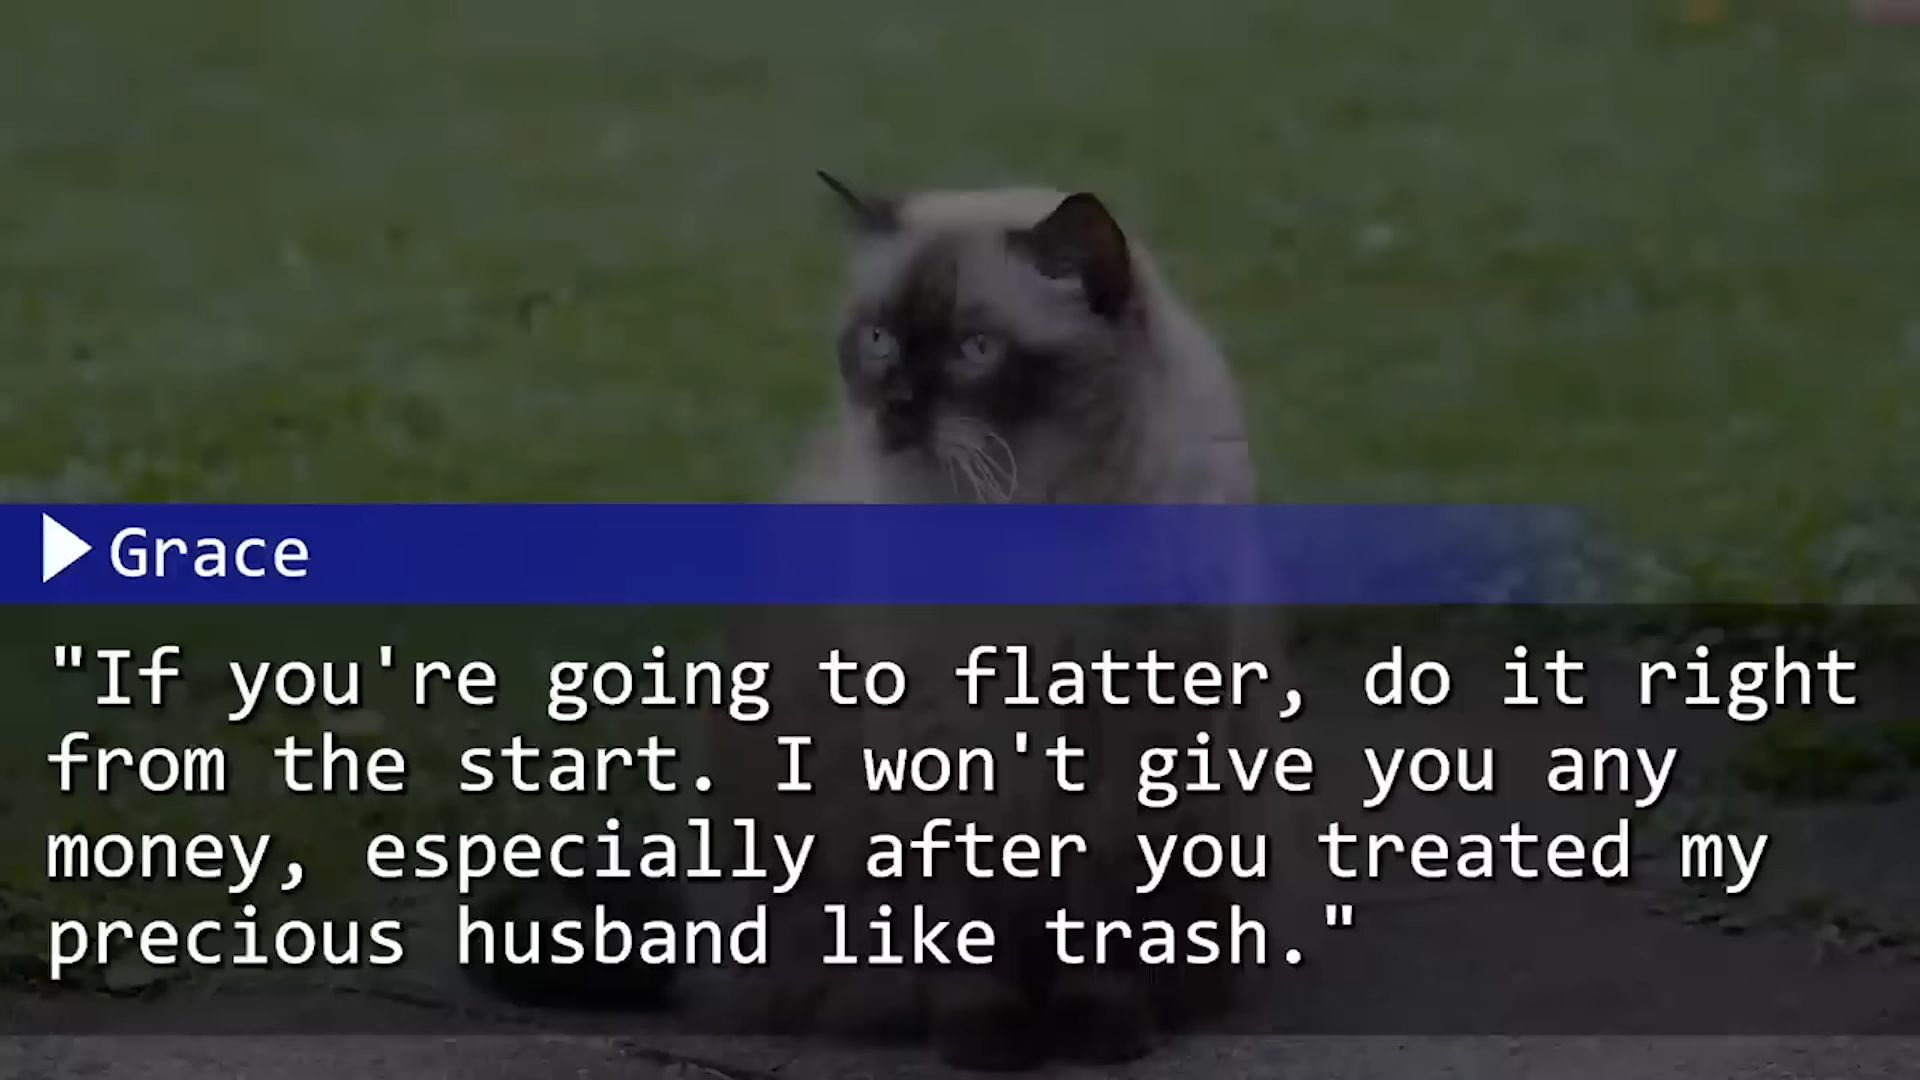 Grace
"If you're going to flatter, do it right
from the start. I won't give you any
money, especially after you treated my
precious husband like trash."